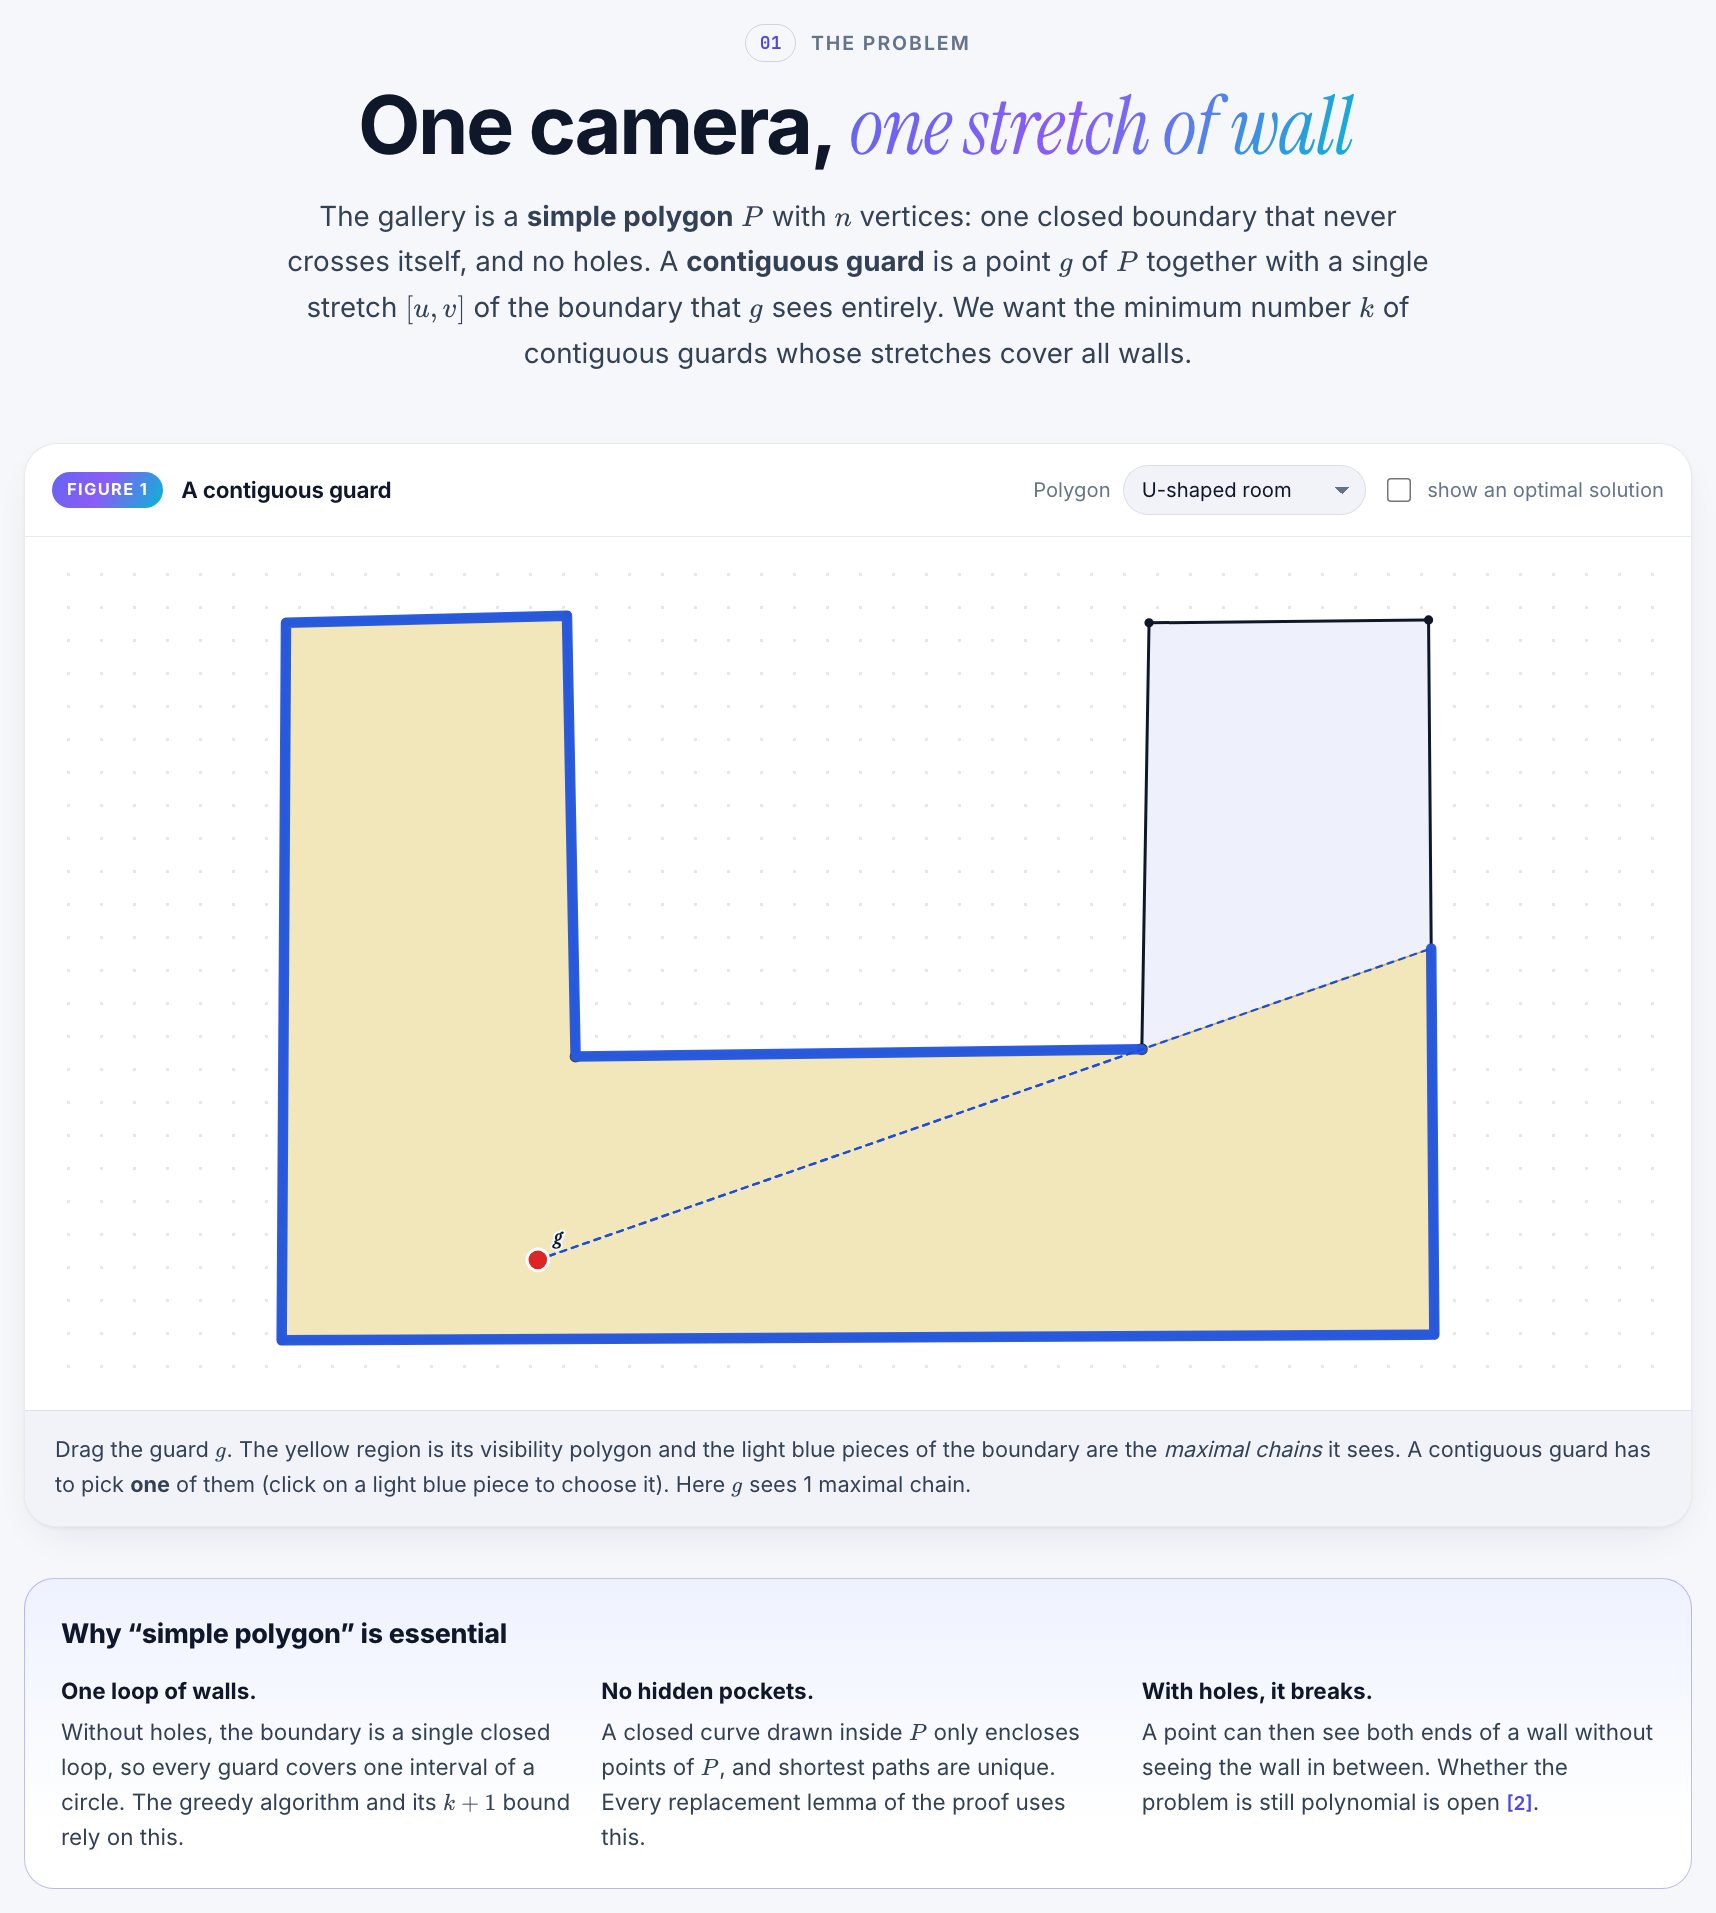 01 THE PROBLEM
One camera, one stretch of wall
The gallery is a simple polygon P with n vertices: one closed boundary that never
crosses itself, and no holes. A contiguous guard is a point g of P together with a single
stretch [u, v] of the boundary that g sees entirely. We want the minimum number k of
contiguous guards whose stretches cover all walls.
FIGURE 1 A contiguous guard Polygon U-shaped room show an optimal solution
g
Drag the guard g. The yellow region is its visibility polygon and the light blue pieces of the boundary are the maximal chains it sees. A contiguous guard has
to pick one of them (click on a light blue piece to choose it). Here g sees 1 maximal chain.
Why “simple polygon” is essential
One loop of walls.
Without holes, the boundary is a single closed
loop, so every guard covers one interval of a
circle. The greedy algorithm and its k + 1 bound
rely on this.
No hidden pockets.
A closed curve drawn inside P only encloses
points of P, and shortest paths are unique.
Every replacement lemma of the proof uses
this.
With holes, it breaks.
A point can then see both ends of a wall without
seeing the wall in between. Whether the
problem is still polynomial is open [2].